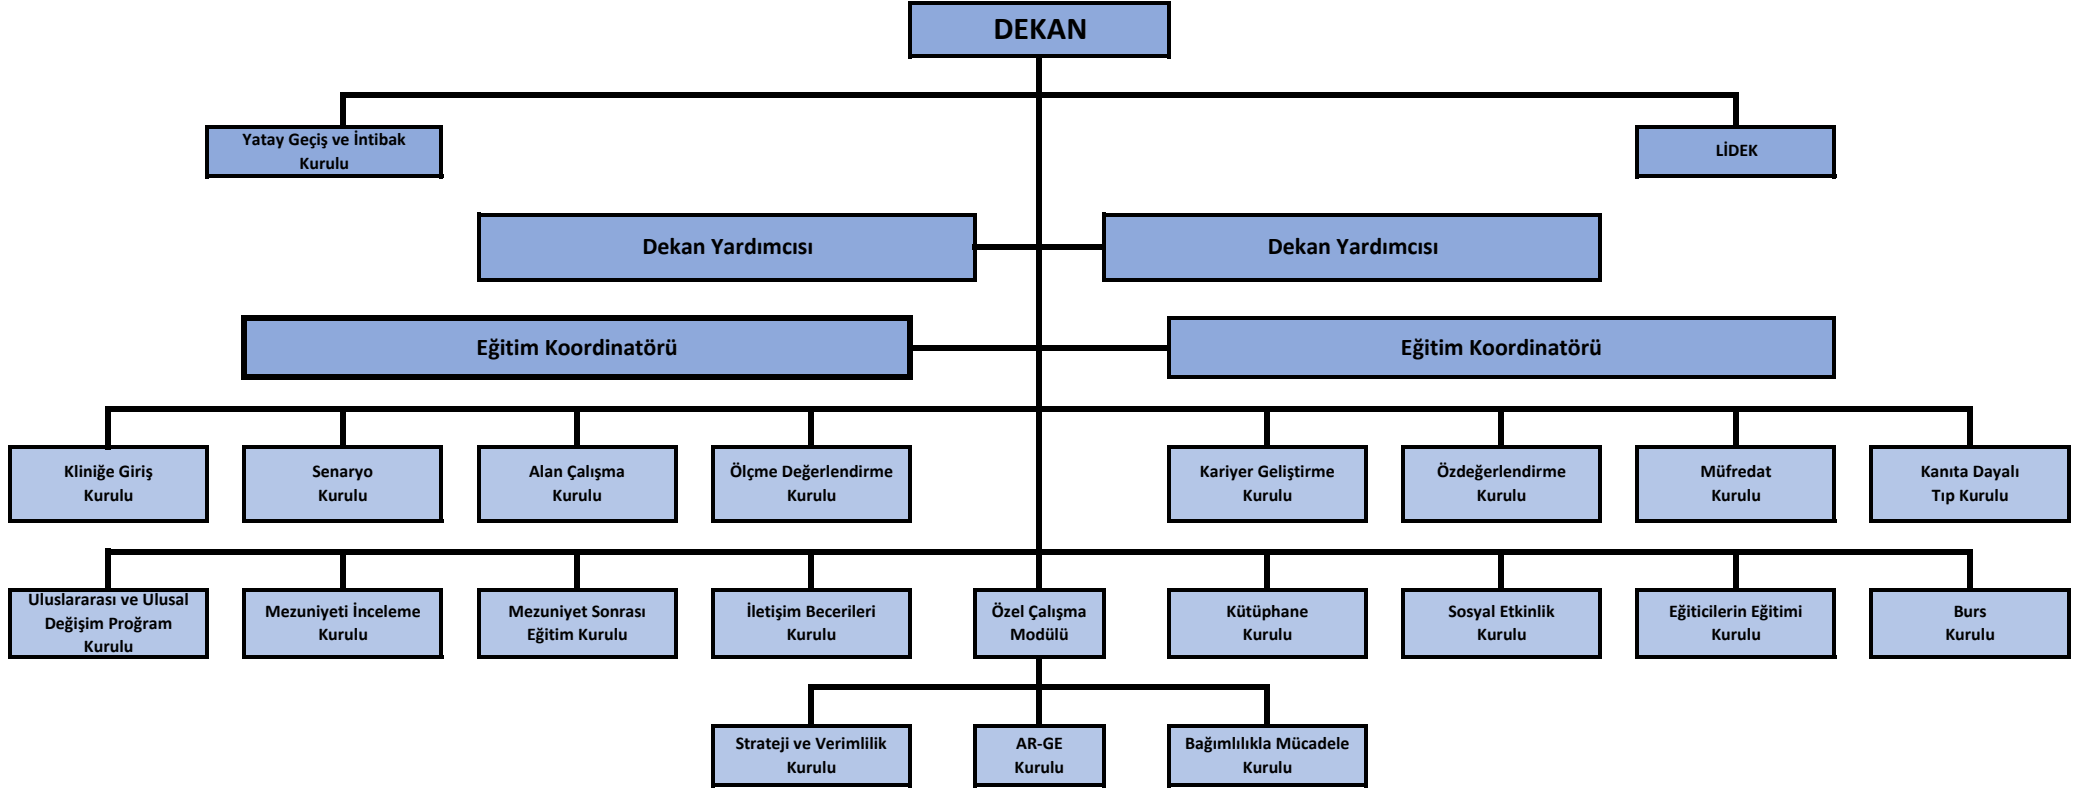 DEKAN
Yatay Geçiş ve İntibak
Kurulu
LİDEK
Dekan Yardımcısı
Dekan Yardımcısı
Eğitim Koordinatörü
Eğitim Koordinatörü
Kliniğe Giriş
Kurulu
Senaryo
Kurulu
Alan Çalışma
Kurulu
Ölçme Değerlendirme
Kurulu
Kariyer Geliştirme
Kurulu
Özdeğerlendirme
Kurulu
Müfredat
Kurulu
Kanıta Dayalı
Tıp Kurulu
Uluslararası ve Ulusal
Değişim Proğram
Kurulu
Mezuniyeti İnceleme
Kurulu
Mezuniyet Sonrası
Eğitim Kurulu
İletişim Becerileri
Kurulu
Özel Çalışma
Modülü
Kütüphane
Kurulu
Sosyal Etkinlik
Kurulu
Eğiticilerin Eğitimi
Kurulu
Burs
Kurulu
Strateji ve Verimlilik
Kurulu
AR-GE
Kurulu
Bağımlılıkla Mücadele
Kurulu